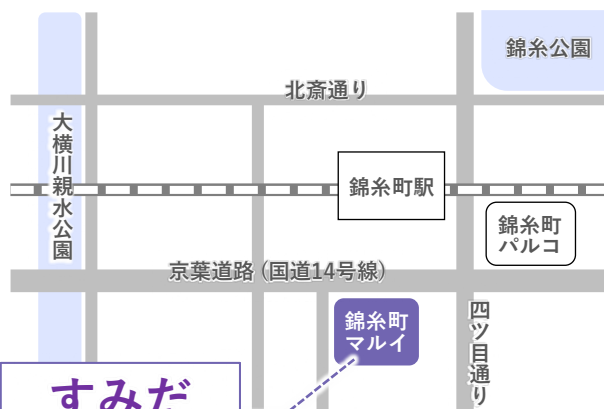 錦糸公園
北斎通り
大横川親水公園
錦糸町駅
錦糸町
パルコ
京葉道路 (国道14号線)
錦糸町
マルイ
四ツ目通り
すみだ